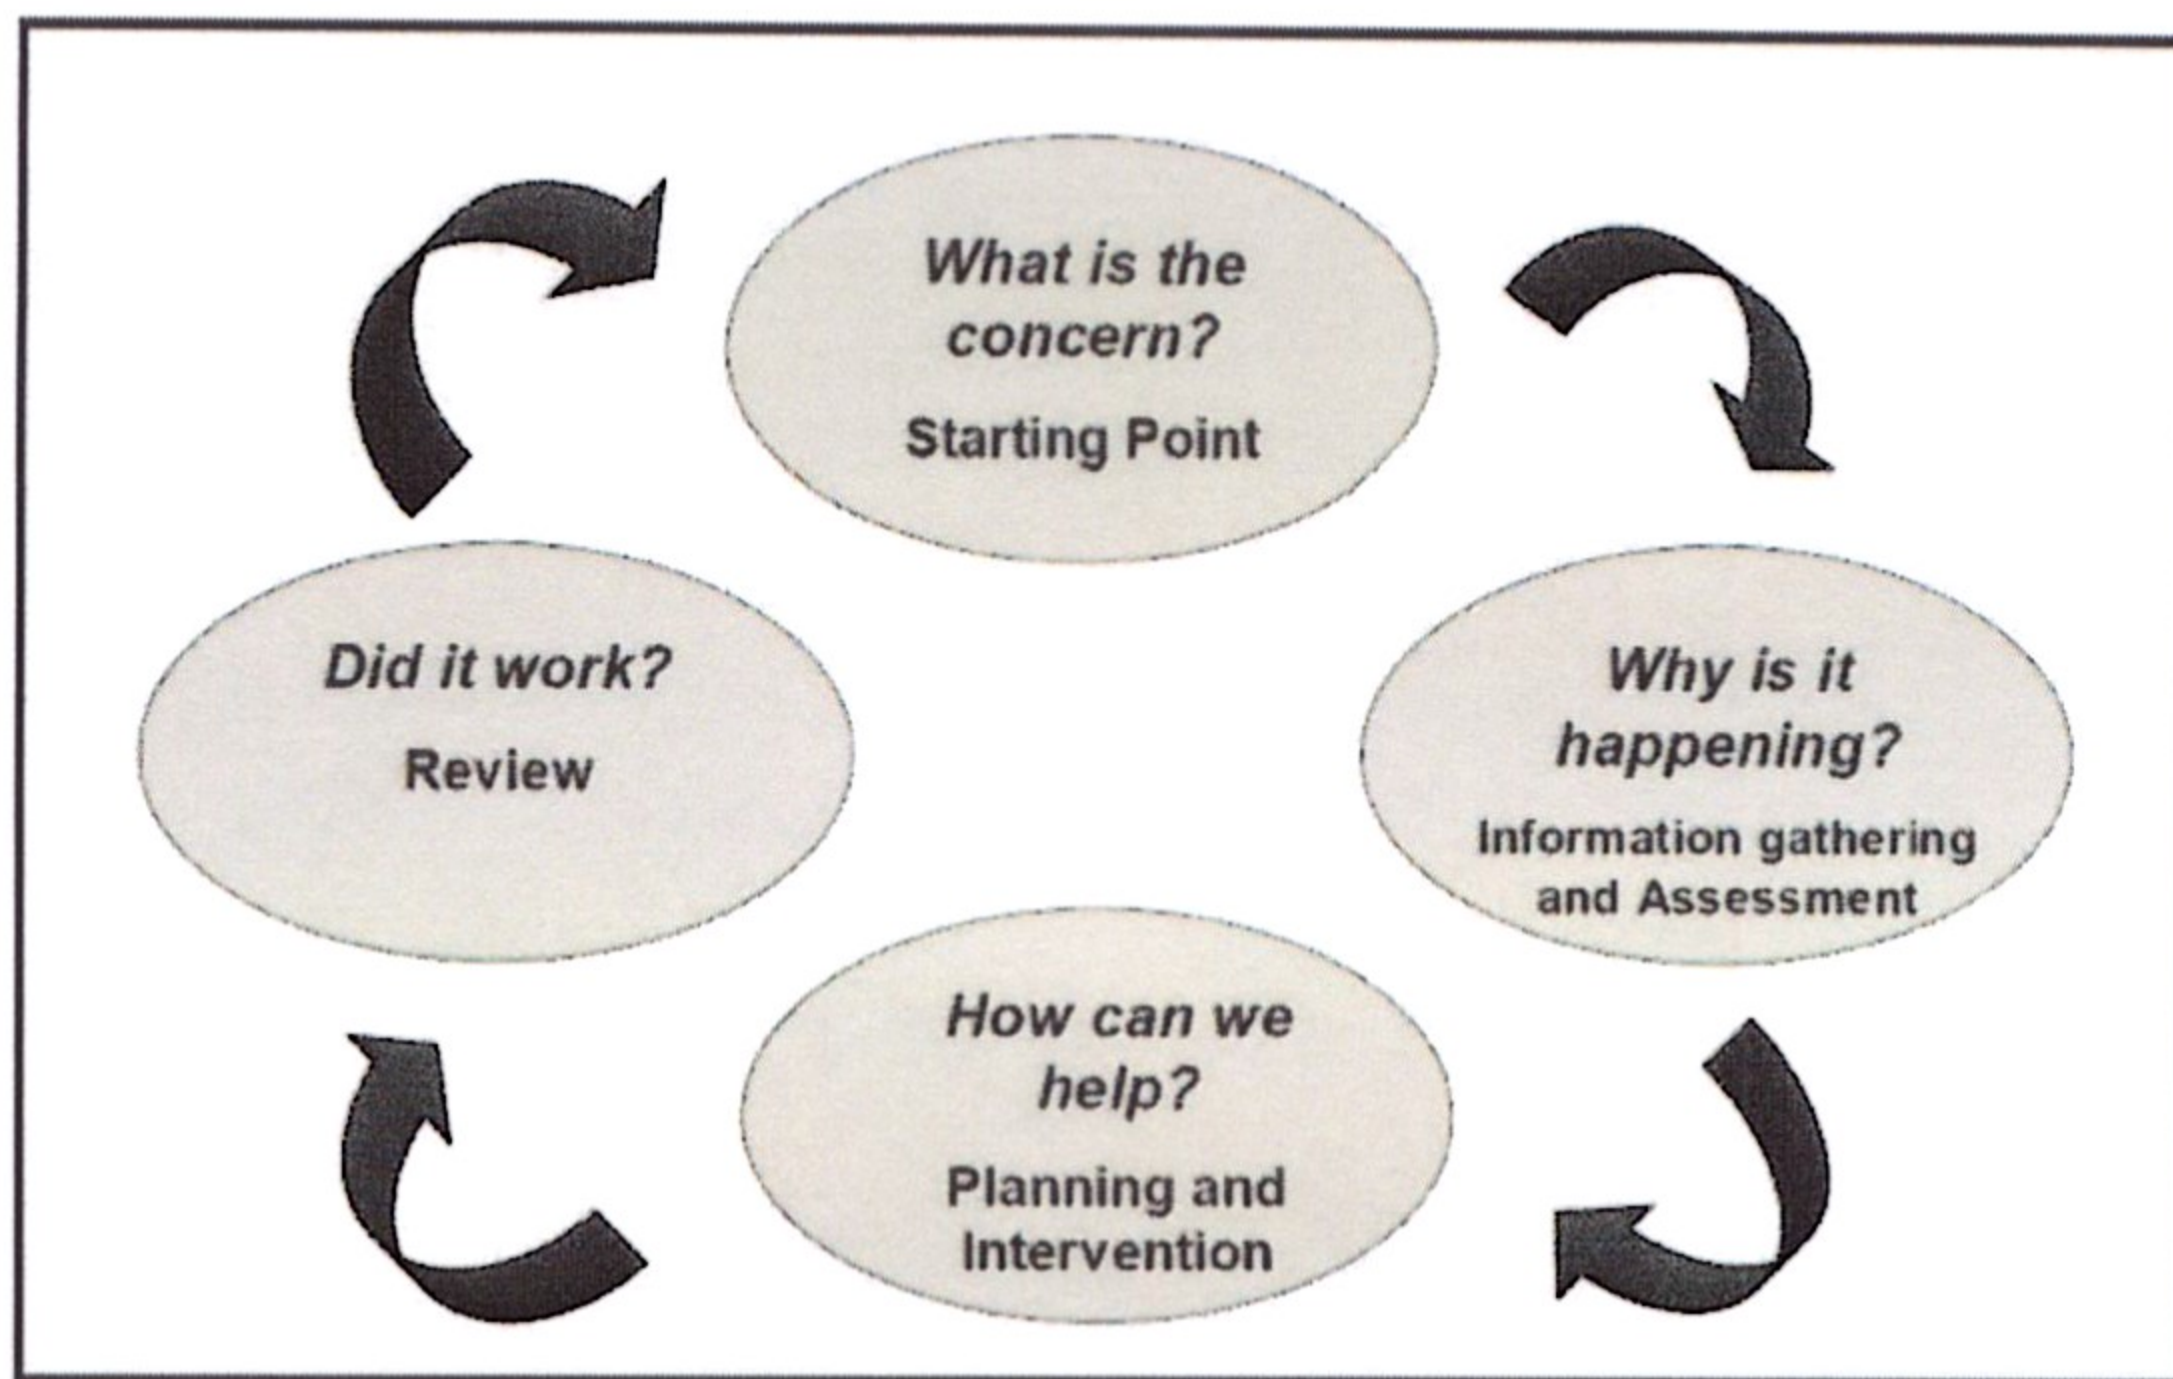 What is the
concern?
Starting Point
Why is it
happening?
Information gathering
and Assessment
How can we
help?
Planning and
Intervention
Did it work?
Review